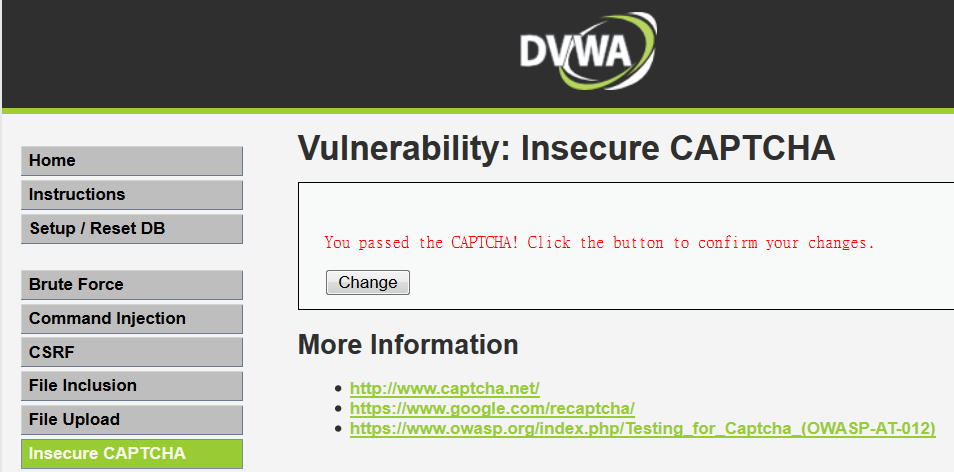 DVWA
Home
Instructions
Setup / Reset DB
Brute Force
Command Injection
CSRF
File Inclusion
File Upload
Insecure CAPTCHA
Vulnerability: Insecure CAPTCHA
You passed the CAPTCHA! Click the button to confirm your changes.
Change
More Information
http://www.captcha.net/
https://www.google.com/recaptcha/
https://www.owasp.org/index.php/Testing_for_Captcha_(OWASP-AT-012)